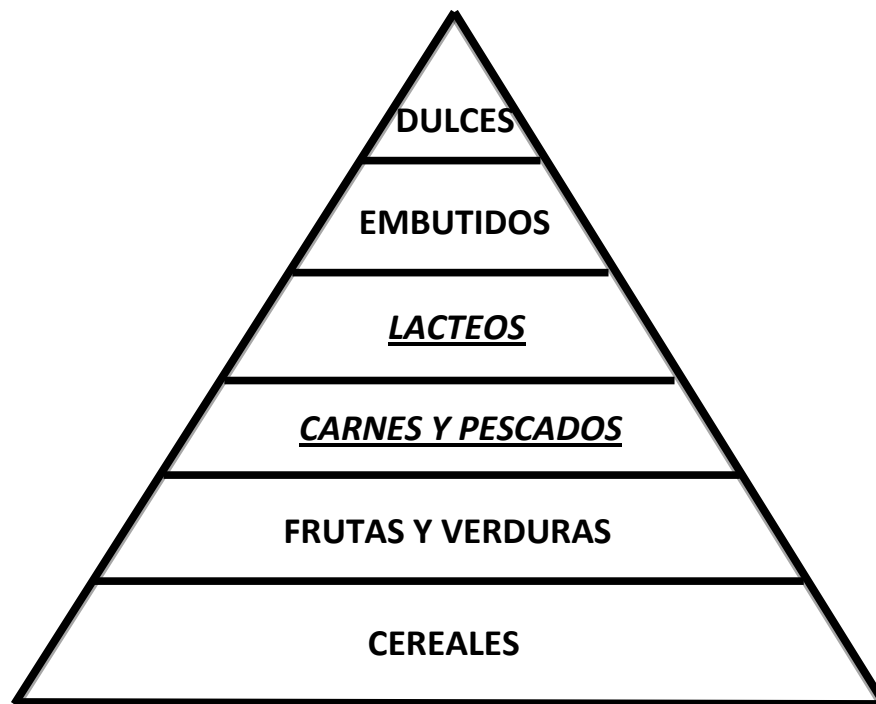 DULCES
EMBUTIDOS
LACTEOS
CARNES Y PESCADOS
FRUTAS Y VERDURAS
CEREALES